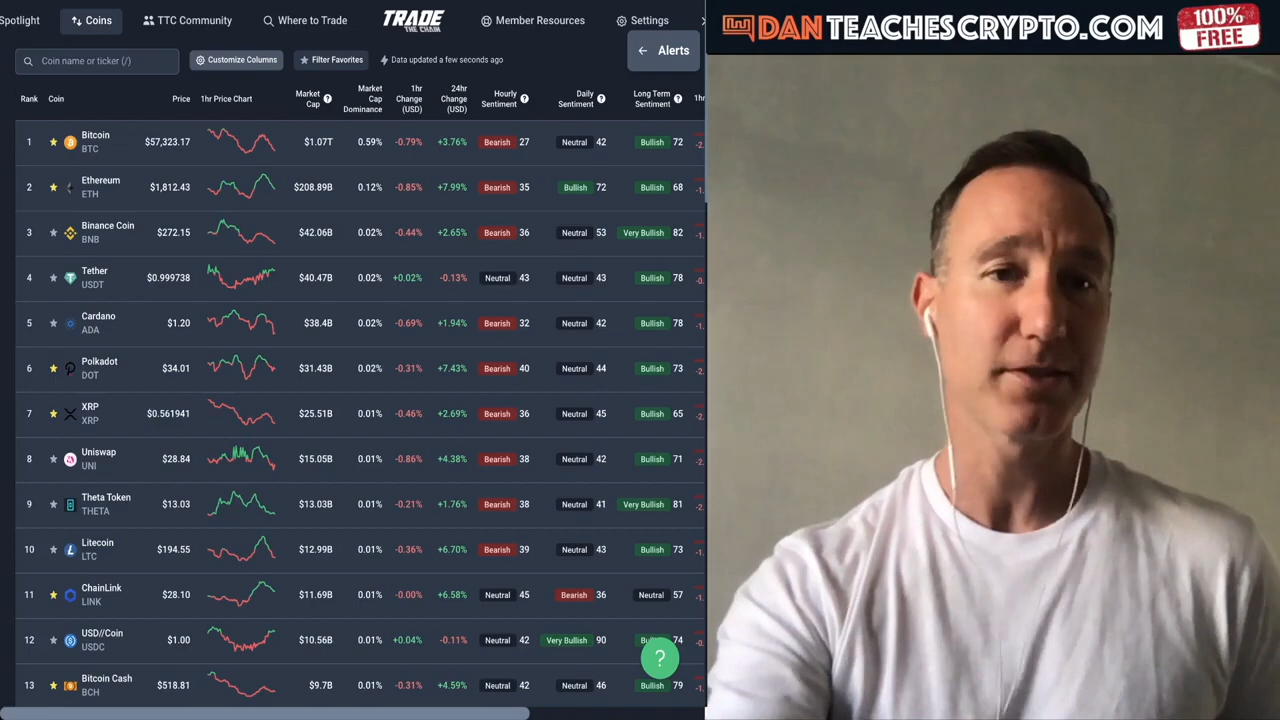 Spotlight
Coins
TTC Community
Where to Trade
TRADE
THE CHAIN
Member Resources
Settings
DANTEACHESCRYPTO.COM
100%
FREE
Coin name or ticker (/)
Customize Columns
Filter Favorites
Data updated a few seconds ago
Alerts
Rank Coin Price 1hr Price Chart Market Cap ? Market Cap Dominance 1hr Change (USD) 24hr Change (USD) Hourly Sentiment ? Daily Sentiment ? Long Term Sentiment ? 1h
1 Bitcoin BTC $57,323.17 $1.07T 0.59% -0.79% +3.76% Bearish 27 Neutral 42 Bullish 72 -2.
2 Ethereum ETH $1,812.43 $208.89B 0.12% -0.85% +7.99% Bearish 35 Bullish 72 Bullish 68 -1.
3 Binance Coin BNB $272.15 $42.06B 0.02% -0.44% +2.65% Bearish 36 Neutral 53 Very Bullish 82 -1.
4 Tether USDT $0.999738 $40.47B 0.02% +0.02% -0.13% Neutral 43 Neutral 43 Bullish 78 -0.
5 Cardano ADA $1.20 $38.4B 0.02% -0.69% +1.94% Bearish 32 Neutral 42 Bullish 78 -1.
6 Polkadot DOT $34.01 $31.43B 0.02% -0.31% +7.43% Bearish 40 Neutral 44 Bullish 73 -1.
7 XRP XRP $0.561941 $25.51B 0.01% -0.46% +2.69% Bearish 36 Neutral 45 Bullish 65 -2.
8 Uniswap UNI $28.84 $15.05B 0.01% -0.86% +4.38% Bearish 38 Neutral 42 Bullish 71 -2.
9 Theta Token THETA $13.03 $13.03B 0.01% -0.21% +1.76% Bearish 38 Neutral 41 Very Bullish 81 -1.
10 Litecoin LTC $194.55 $12.99B 0.01% -0.36% +6.70% Bearish 39 Neutral 43 Bullish 73 -1.
11 ChainLink LINK $28.10 $11.69B 0.01% -0.00% +6.58% Neutral 45 Bearish 36 Neutral 57 -1.
12 USD//Coin USDC $1.00 $10.56B 0.01% +0.04% -0.11% Neutral 42 Very Bullish 90 74 -0.
?
13 Bitcoin Cash BCH $518.81 $9.7B 0.01% -0.31% +4.59% Neutral 42 Neutral 46 Bullish 79 -1.